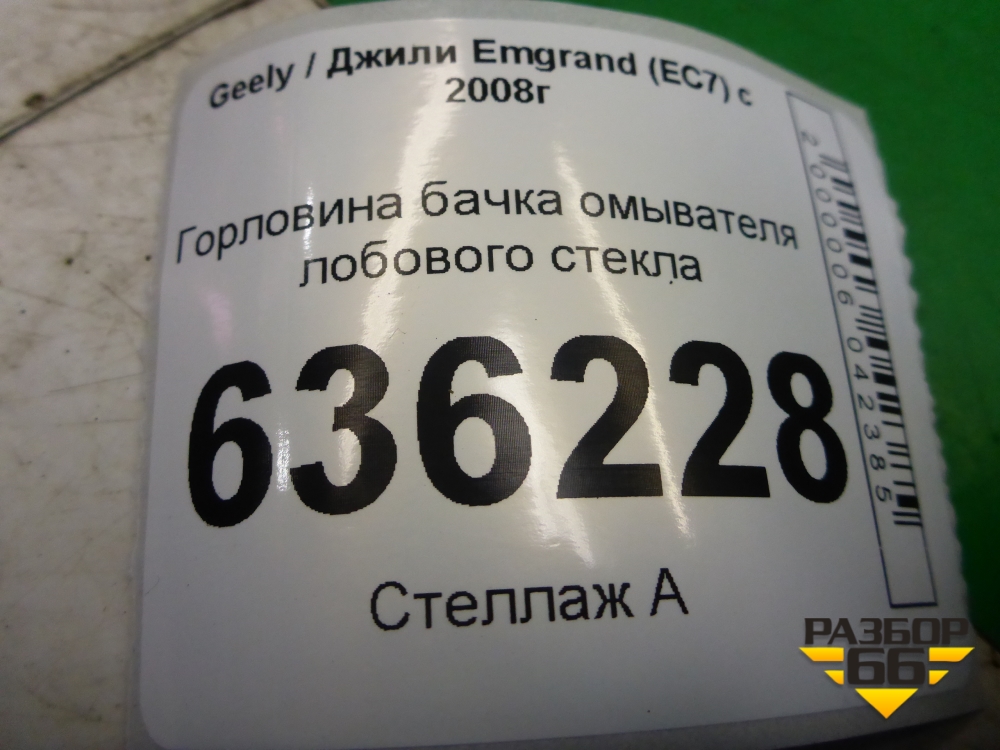 Geely / Джили Emgrand (EC7) с
2008г
Горловина бачка омывателя
лобового стекла
636228
Стеллаж А
2000006042385
РАЗБОР
66